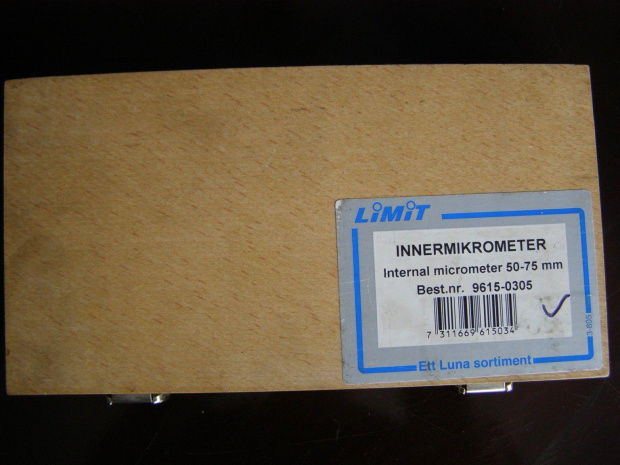 LiMiT
INNERMIKROMETER
Internal micrometer 50-75 mm
Best.nr. 9615-0305
7 311669 615034
Ett Luna sortiment